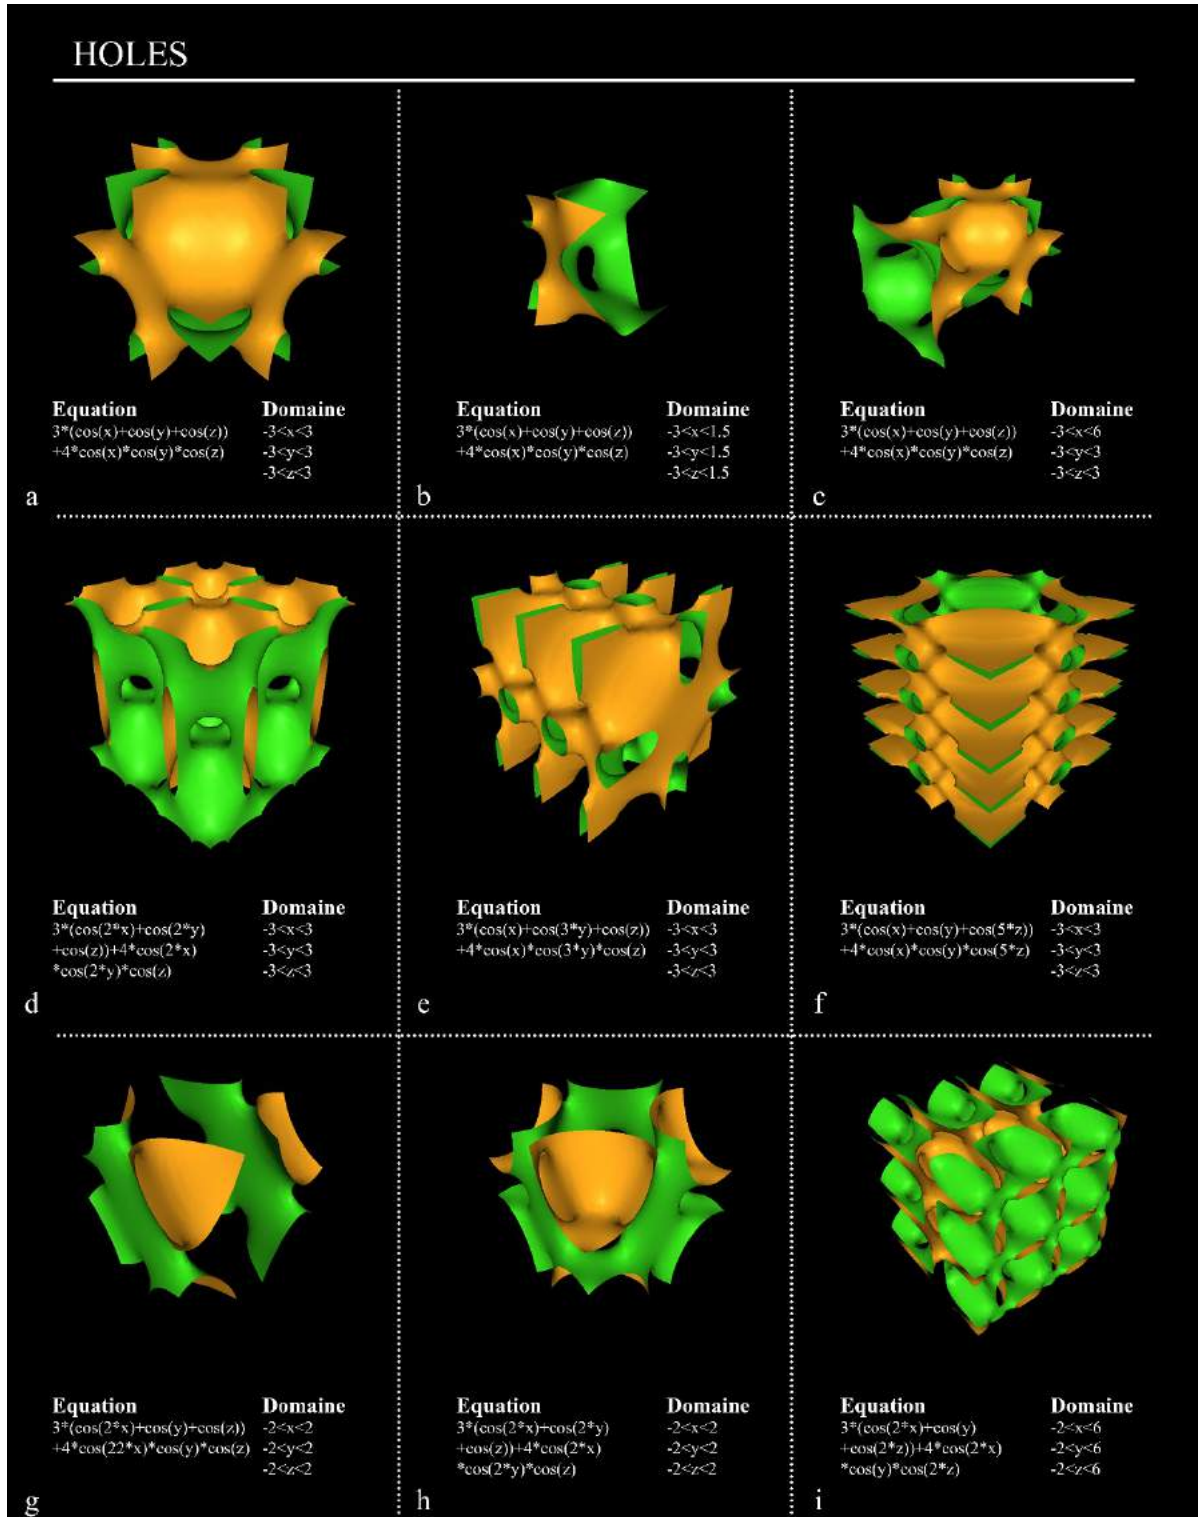 HOLES
Equation Domaine
3*(cos(x)+cos(y)+cos(z)) -3<x<3
+4*cos(x)*cos(y)*cos(z) -3<y<3
-3<z<3
a
Equation Domaine
3*(cos(x)+cos(y)+cos(z)) -3<x<1.5
+4*cos(x)*cos(y)*cos(z) -3<y<1.5
-3<z<1.5
b
Equation Domaine
3*(cos(x)+cos(y)+cos(z)) -3<x<6
+4*cos(x)*cos(y)*cos(z) -3<y<3
-3<z<3
c
Equation Domaine
3*(cos(2*x)+cos(2*y) -3<x<3
+cos(z))+4*cos(2*x) -3<y<3
*cos(2*y)*cos(z) -3<z<3
d
Equation Domaine
3*(cos(x)+cos(3*y)+cos(z)) -3<x<3
+4*cos(x)*cos(3*y)*cos(z) -3<y<3
-3<z<3
e
Equation Domaine
3*(cos(x)+cos(y)+cos(5*z)) -3<x<3
+4*cos(x)*cos(y)*cos(5*z) -3<y<3
-3<z<3
f
Equation Domaine
3*(cos(2*x)+cos(y)+cos(z)) -2<x<2
+4*cos(22*x)*cos(y)*cos(z) -2<y<2
-2<z<2
g
Equation Domaine
3*(cos(2*x)+cos(2*y) -2<x<2
+cos(z))+4*cos(2*x) -2<y<2
*cos(2*y)*cos(z) -2<z<2
h
Equation Domaine
3*(cos(2*x)+cos(y) -2<x<6
+cos(2*z))+4*cos(2*x) -2<y<6
*cos(y)*cos(2*z) -2<z<6
i